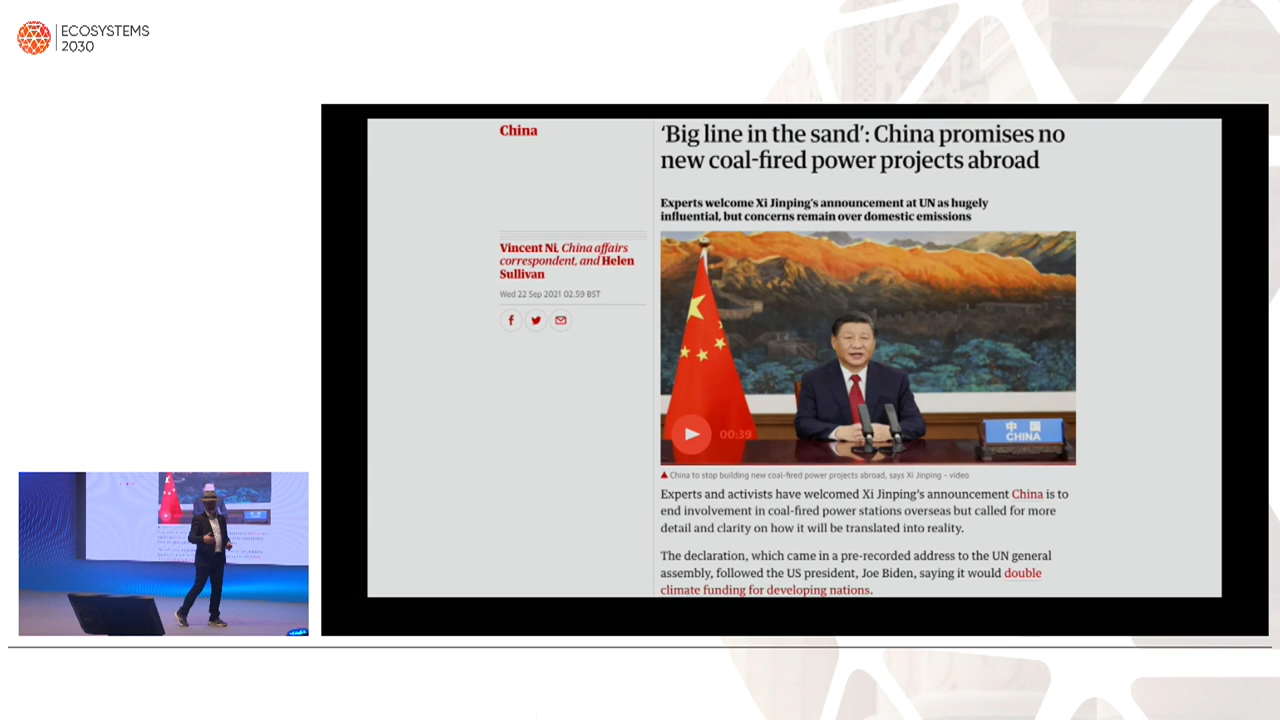 ECOSYSTEMS
2030
China
‘Big line in the sand’: China promises no
new coal-fired power projects abroad
Experts welcome Xi Jinping’s announcement at UN as hugely
influential, but concerns remain over domestic emissions
Vincent Ni, China affairs
correspondent, and Helen
Sullivan
Wed 22 Sep 2021 02.59 BST
00:39
中国
CHINA
China to stop building new coal-fired power projects abroad, says Xi Jinping – video
Experts and activists have welcomed Xi Jinping’s announcement China is to
end involvement in coal-fired power stations overseas but called for more
detail and clarity on how it will be translated into reality.
The declaration, which came in a pre-recorded address to the UN general
assembly, followed the US president, Joe Biden, saying it would double
climate funding for developing nations.